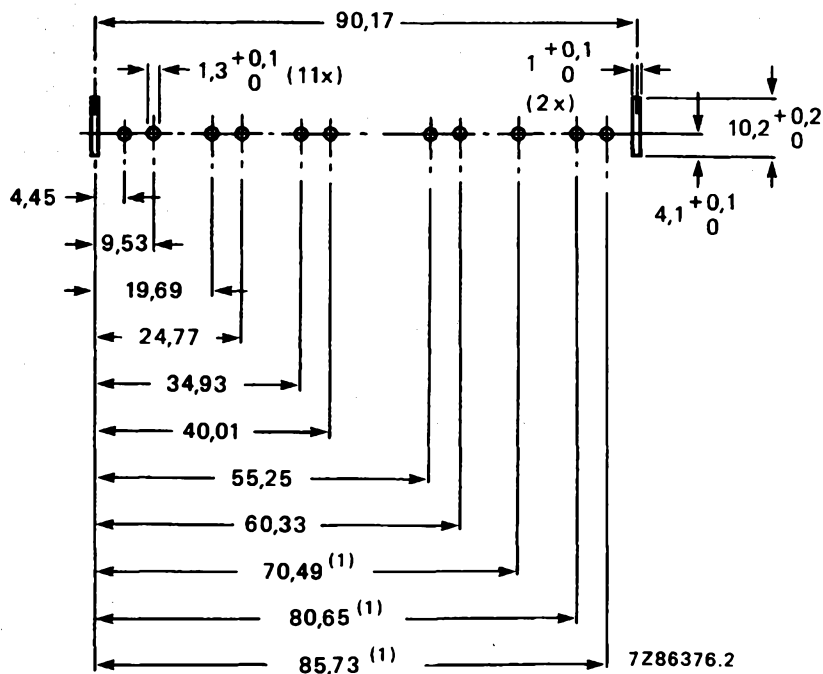 90,17
1,3 +0,1 0 (11x)
1 +0,1 0
(2x)
10,2 +0,2 0
4,1 +0,1 0
4,45
9,53
19,69
24,77
34,93
40,01
55,25
60,33
70,49 (1)
80,65 (1)
85,73 (1)
7Z86376.2